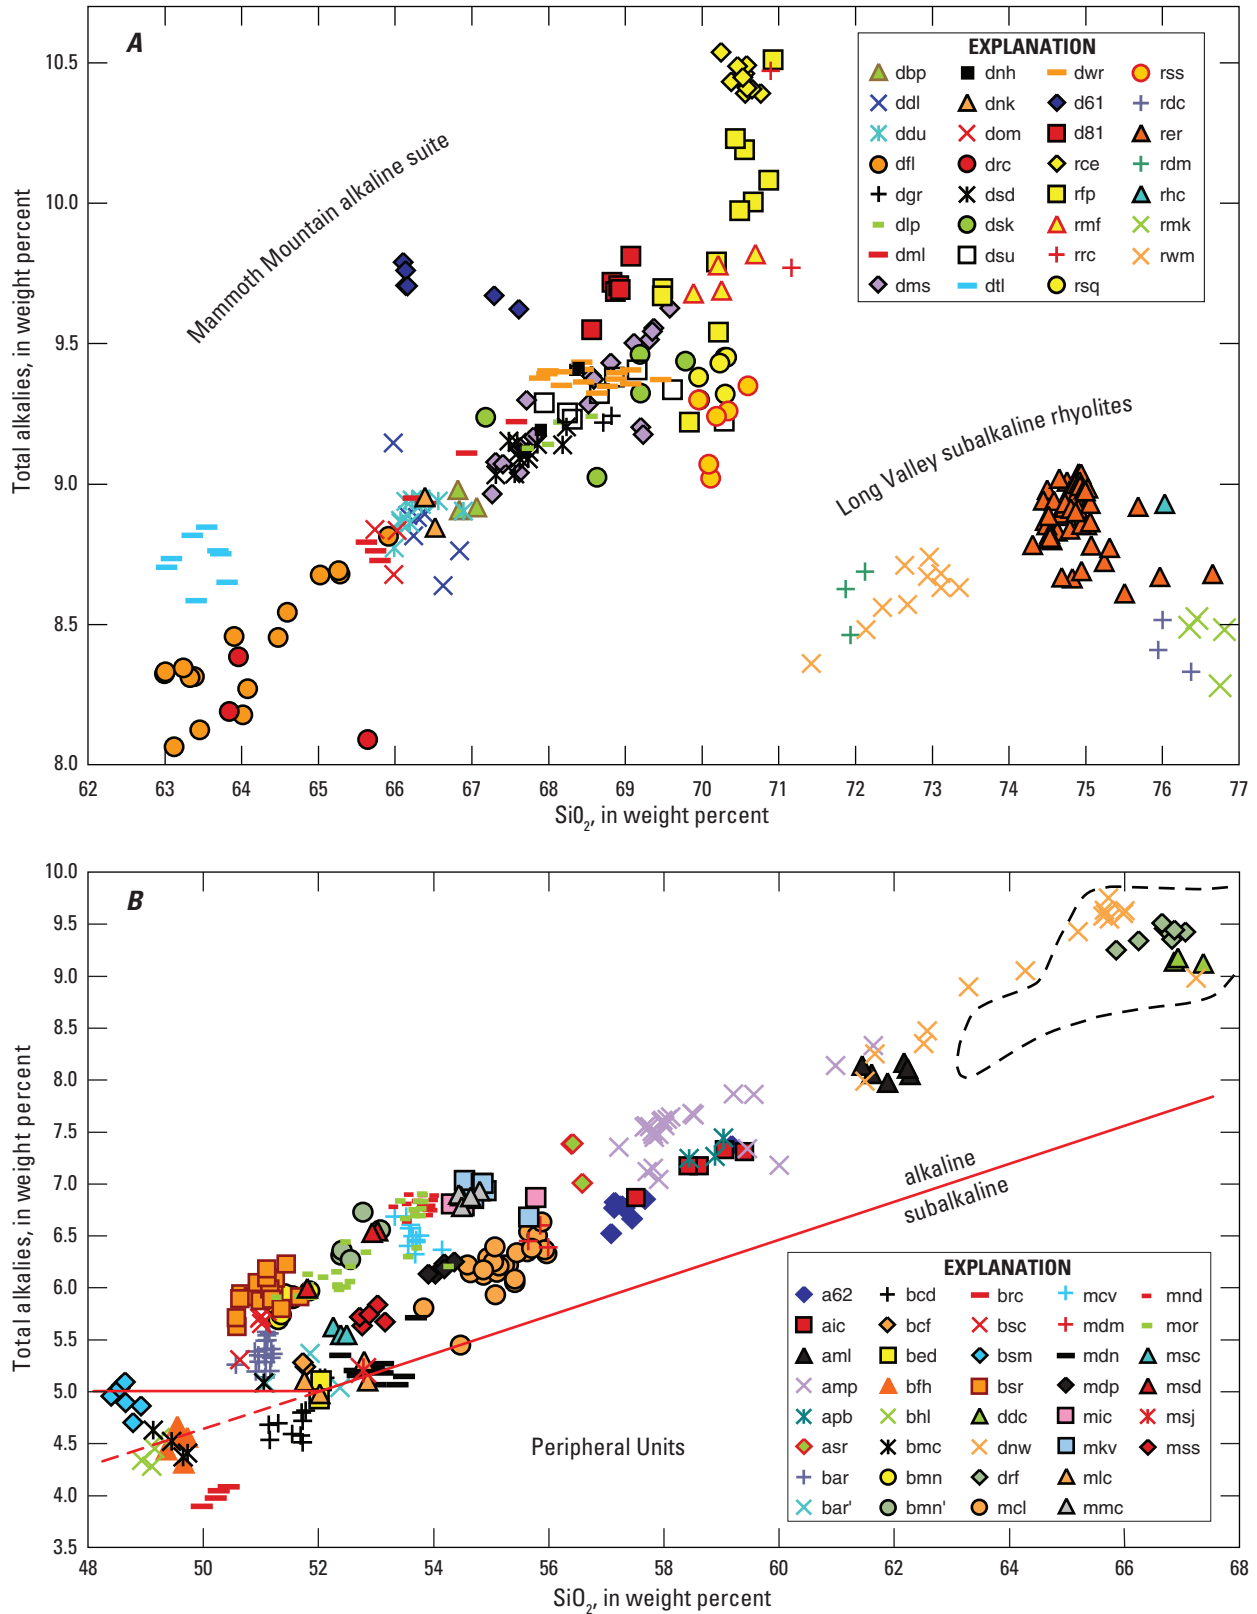 A
Total alkalies, in weight percent
10.5
10.0
9.5
9.0
8.5
8.0
62 63 64 65 66 67 68 69 70 71 72 73 74 75 76 77
SiO2, in weight percent
Mammoth Mountain alkaline suite
Long Valley subalkaline rhyolites
EXPLANATION
dbp dnh dwr rss
ddl dnk d61 rdc
ddu dom d81 rer
dfl drc rce rdm
dgr dsd rfp rhc
dlp dsk rmf rmk
dml dsu rrc rwm
dms dtl rsq
B
Total alkalies, in weight percent
10.0
9.5
9.0
8.5
8.0
7.5
7.0
6.5
6.0
5.5
5.0
4.5
4.0
3.5
48 50 52 54 56 58 60 62 64 66 68
SiO2, in weight percent
alkaline
subalkaline
Peripheral Units
EXPLANATION
a62 bcd brc mcv mnd
aic bcf bsc mdm mor
aml bed bsm mdn msc
amp bfh bsr mdp msd
apb bhl ddc mic msj
asr bmc dnw mkv mss
bar bmn drf mlc
bar' bmn' mcl mmc